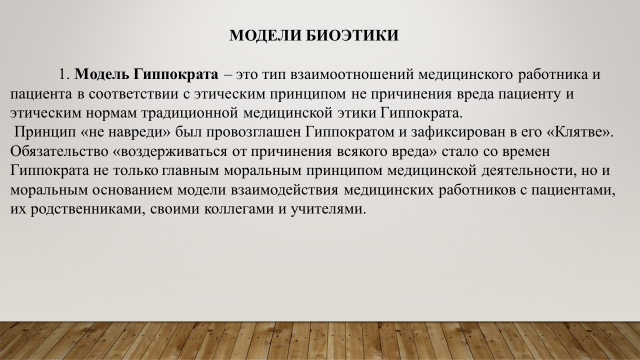 МОДЕЛИ БИОЭТИКИ
1. Модель Гиппократа – это тип взаимоотношений медицинского работника и
пациента в соответствии с этическим принципом не причинения вреда пациенту и
этическим нормам традиционной медицинской этики Гиппократа.
Принцип «не навреди» был провозглашен Гиппократом и зафиксирован в его «Клятве».
Обязательство «воздерживаться от причинения всякого вреда» стало со времен
Гиппократа не только главным моральным принципом медицинской деятельности, но и
моральным основанием модели взаимодействия медицинских работников с пациентами,
их родственниками, своими коллегами и учителями.